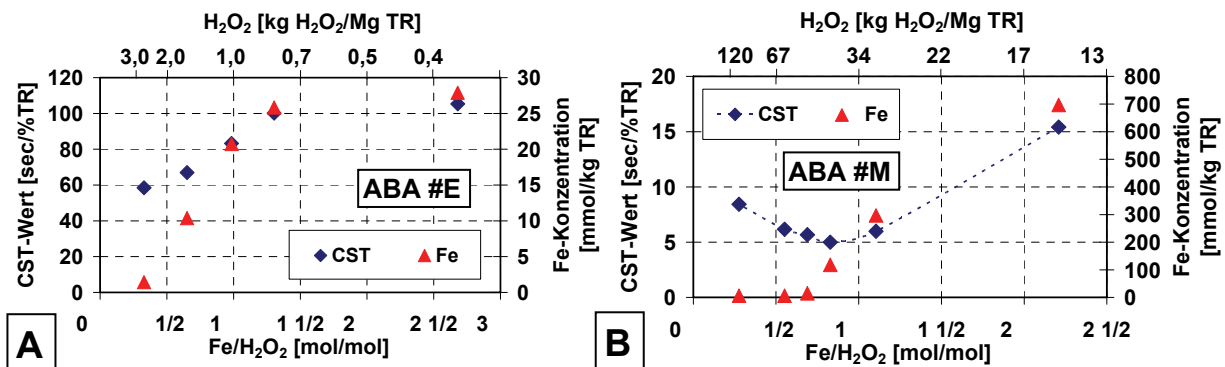 H₂O₂ [kg H₂O₂/Mg TR]
3,0 2,0 1,0 0,7 0,5 0,4
120
100
80
60
40
20
0
CST-Wert [sec/%TR]
30
25
20
15
10
5
0
Fe-Konzentration
[mmol/kg TR]
ABA #E
CST Fe
0 1/2 1 1 1/2 2 2 1/2 3
Fe/H₂O₂ [mol/mol]
A
H₂O₂ [kg H₂O₂/Mg TR]
120 67 34 22 17 13
20
15
10
5
0
CST-Wert [sec/%TR]
800
700
600
500
400
300
200
100
0
Fe-Konzentration
[mmol/kg TR]
CST Fe
ABA #M
0 1/2 1 1 1/2 2 2 1/2
Fe/H₂O₂ [mol/mol]
B